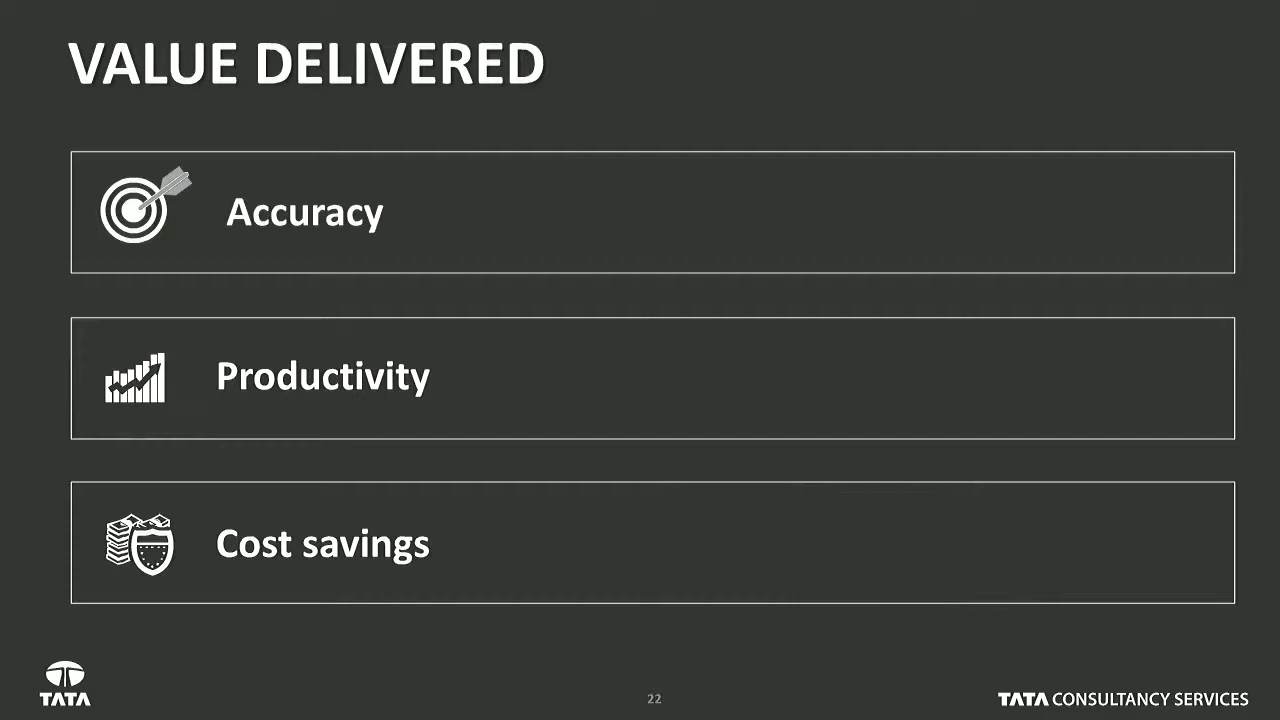 VALUE DELIVERED
Accuracy
Productivity
Cost savings
TATA
22
TATA CONSULTANCY SERVICES